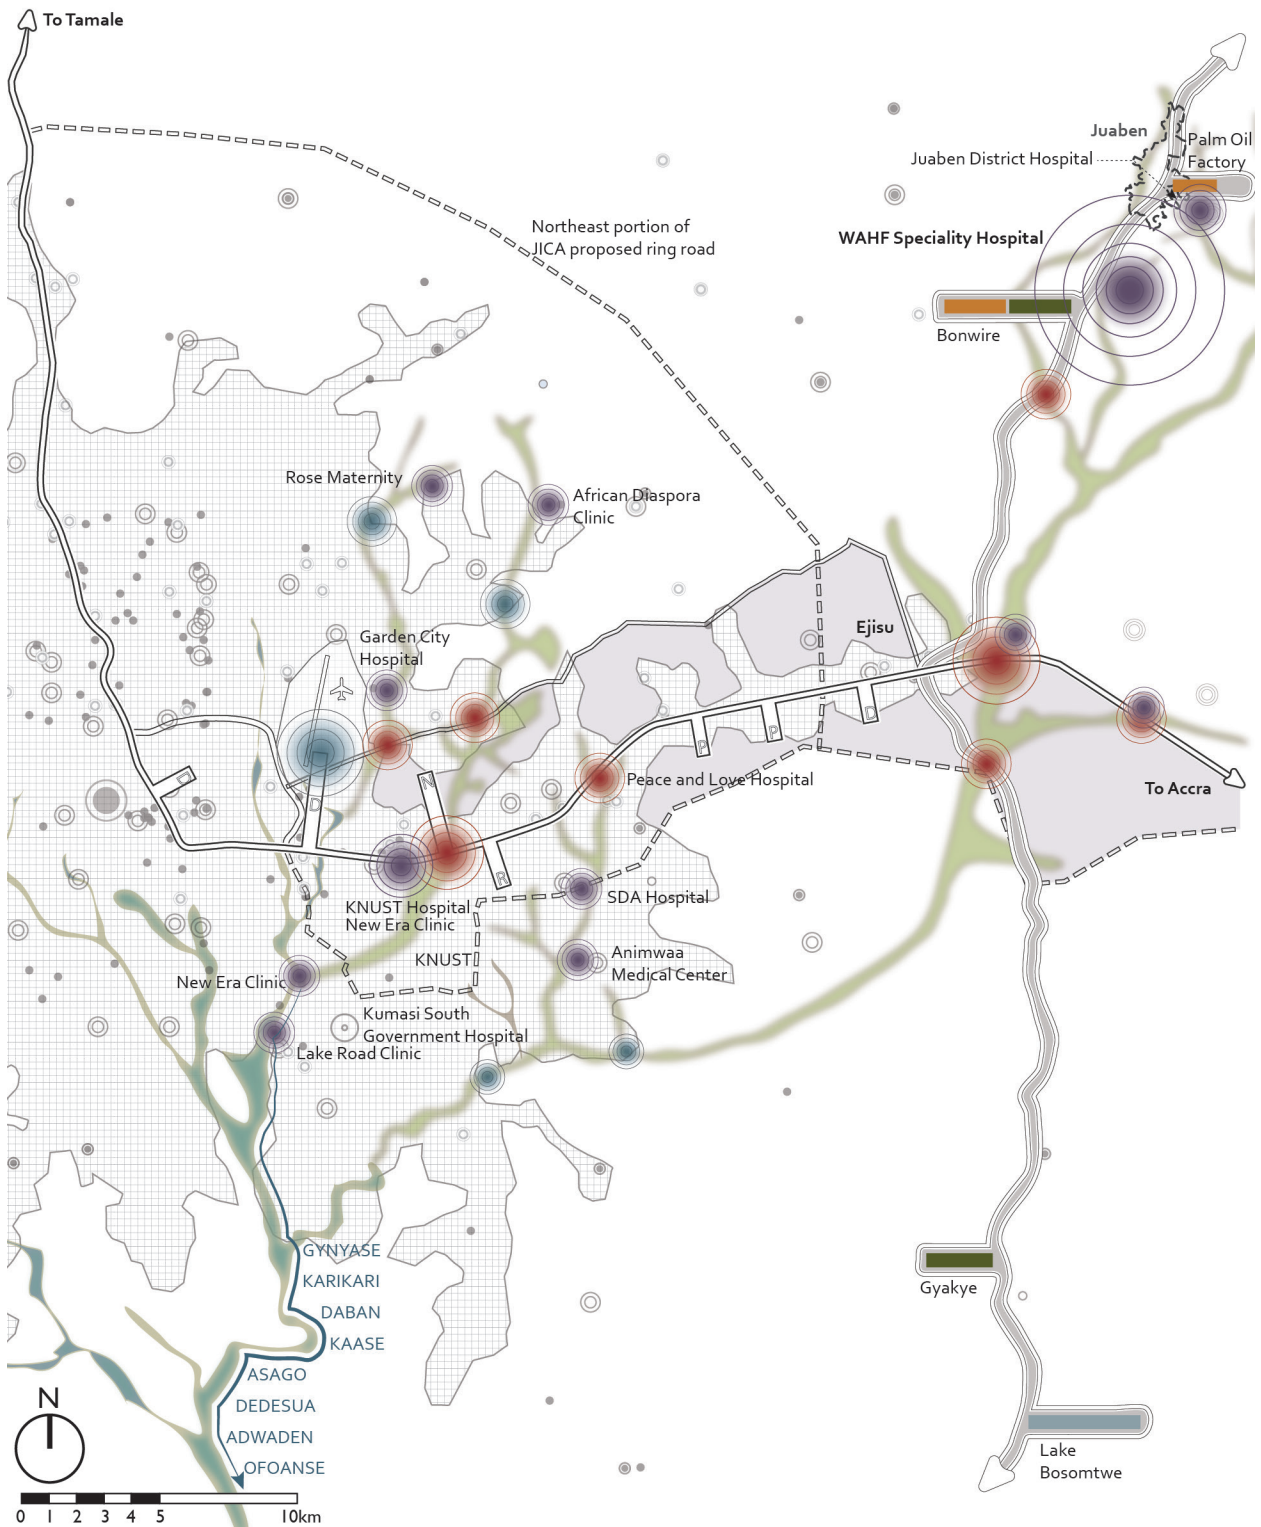 To Tamale
Juaben
Palm Oil
Factory
Juaben District Hospital
Northeast portion of
JICA proposed ring road
WAHF Speciality Hospital
Bonwire
Rose Maternity
African Diaspora
Clinic
Ejisu
Garden City
Hospital
D
P
P
Peace and Love Hospital
N
D
D
To Accra
R
SDA Hospital
KNUST Hospital
New Era Clinic
Animwaa
Medical Center
KNUST
New Era Clinic
Kumasi South
Government Hospital
Lake Road Clinic
GYNYASE
KARIKARI
DABAN
KAASE
ASAGO
DEDESUA
ADWADEN
OFOANSE
Gyakye
Lake
Bosomtwe
N
0 1 2 3 4 5 10km